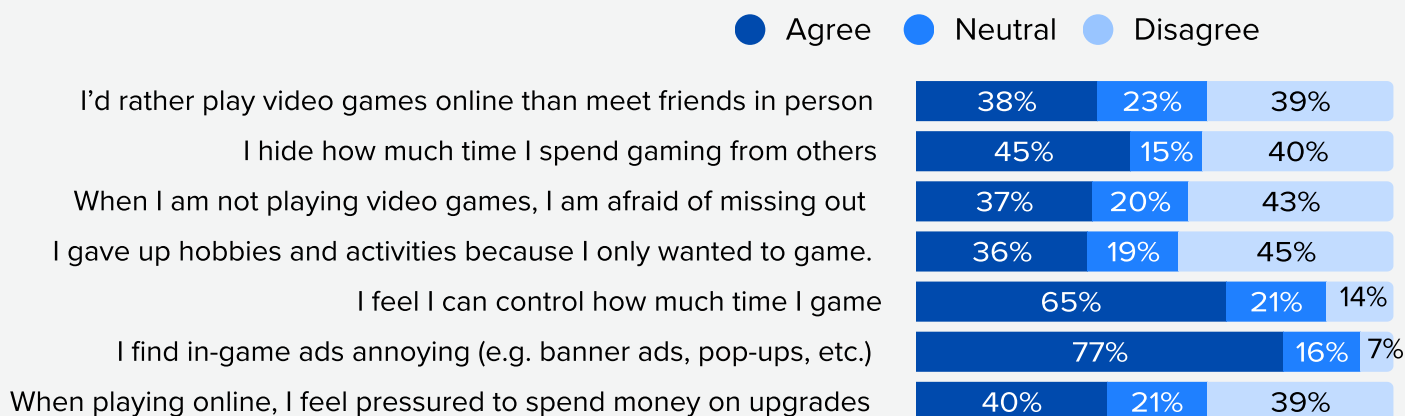 Agree Neutral Disagree
I’d rather play video games online than meet friends in person 38% 23% 39%
I hide how much time I spend gaming from others 45% 15% 40%
When I am not playing video games, I am afraid of missing out 37% 20% 43%
I gave up hobbies and activities because I only wanted to game. 36% 19% 45%
I feel I can control how much time I game 65% 21% 14%
I find in-game ads annoying (e.g. banner ads, pop-ups, etc.) 77% 16% 7%
When playing online, I feel pressured to spend money on upgrades 40% 21% 39%